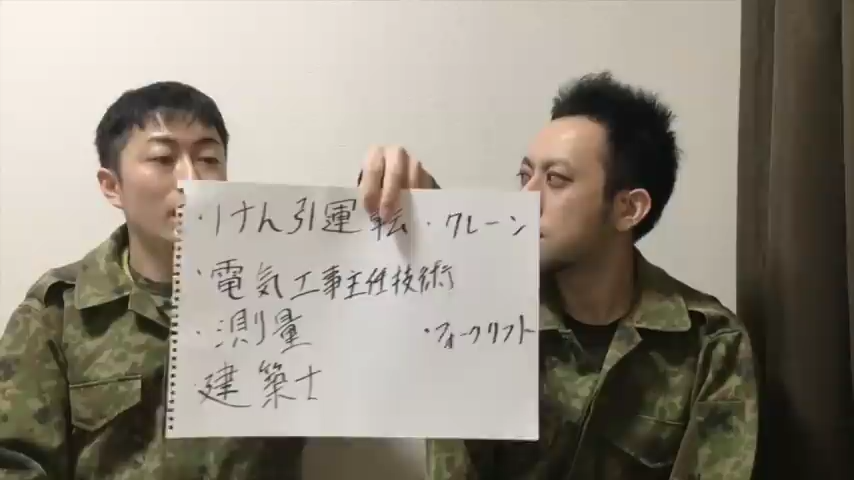 ・けん引運転・クレーン
・電気工事主任技術
・測量
・フォークリフト
建築士